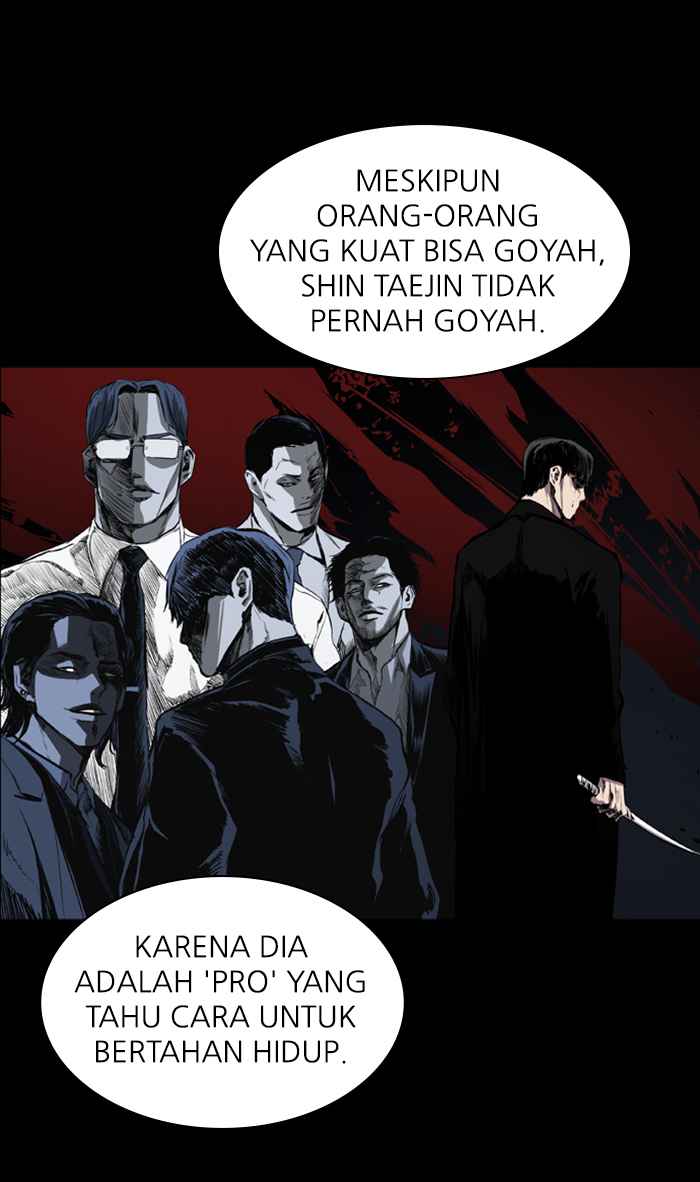 MESKIPUN
ORANG-ORANG
YANG KUAT BISA GOYAH,
SHIN TAEJIN TIDAK
PERNAH GOYAH.
KARENA DIA
ADALAH 'PRO' YANG
TAHU CARA UNTUK
BERTAHAN HIDUP.